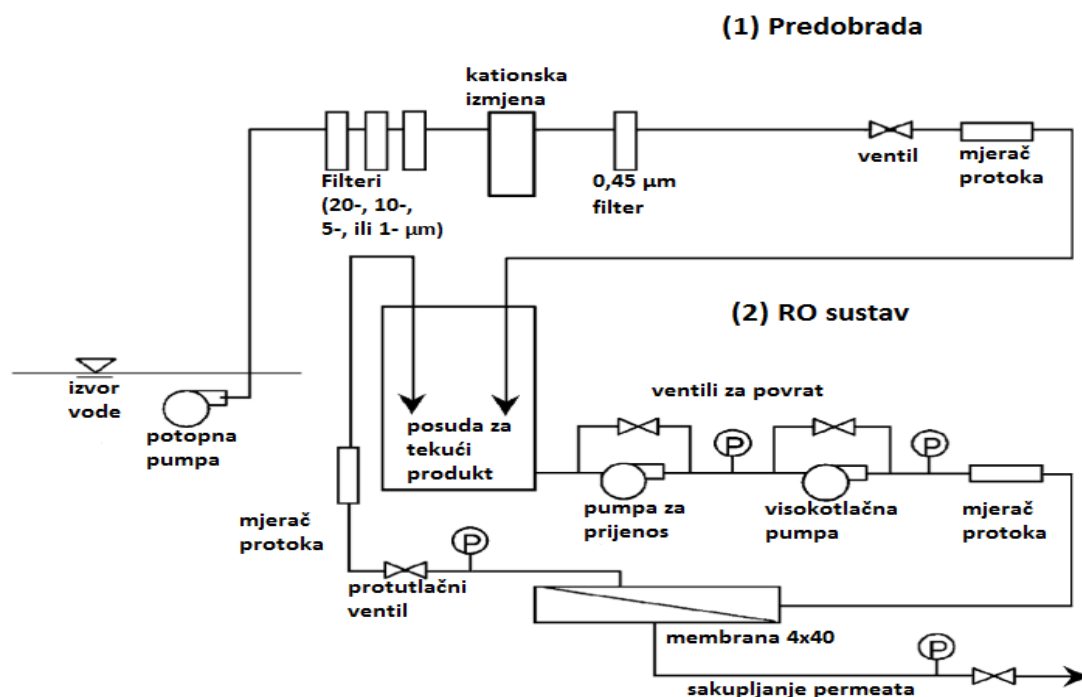 (1) Predobrada
kationska
izmjena
Filteri
(20-, 10-,
5-, ili 1- µm)
0,45 µm
filter
ventil
mjerač
protoka
(2) RO sustav
izvor
vode
potopna
pumpa
posuda za
tekući
produkt
ventili za povrat
P
P
pumpa za
prijenos
visokotlačna
pumpa
mjerač
protoka
mjerač
protoka
P
protutlačni
ventil
membrana 4x40
P
sakupljanje permeata